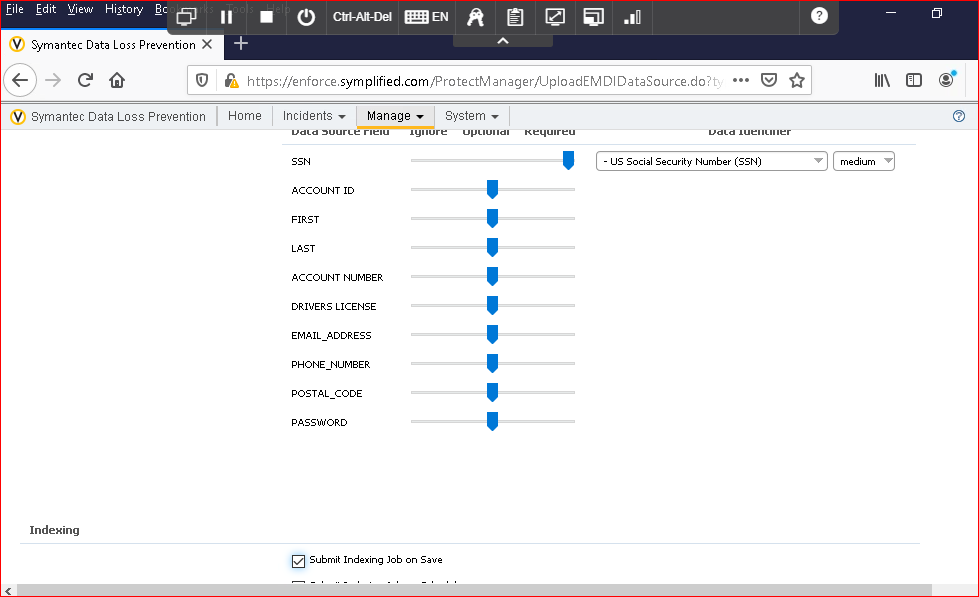 File Edit View History Bookmarks Tools Help
Ctrl-Alt-Del EN
Symantec Data Loss Prevention
https://enforce.symplified.com/ProtectManager/UploadEMDIDataSource.do?ty
Symantec Data Loss Prevention Home Incidents Manage System
Data Source Field Ignore Optional Required Data Identifier
SSN - US Social Security Number (SSN) medium
ACCOUNT ID
FIRST
LAST
ACCOUNT NUMBER
DRIVERS LICENSE
EMAIL_ADDRESS
PHONE_NUMBER
POSTAL_CODE
PASSWORD
Indexing
Submit Indexing Job on Save